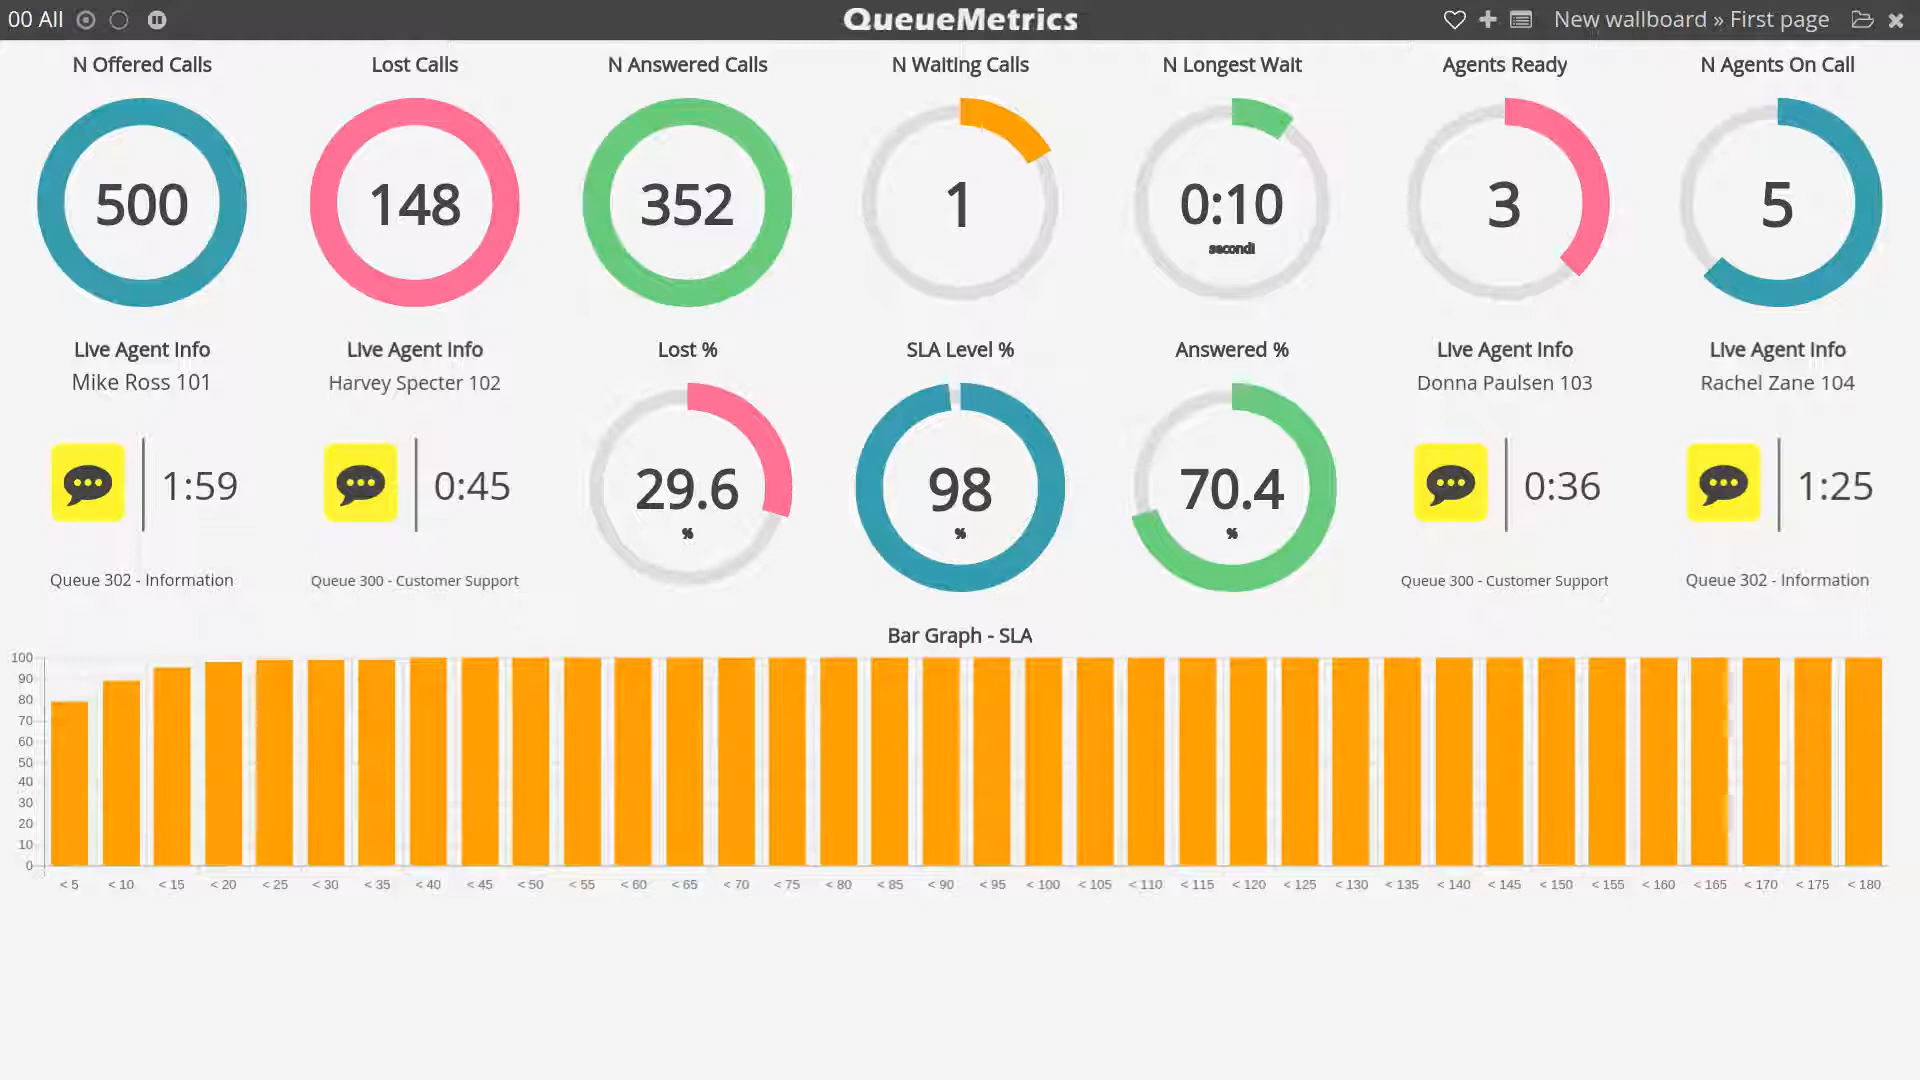 00 All
QueueMetrics
New wallboard » First page
N Offered Calls
Lost Calls
N Answered Calls
N Waiting Calls
N Longest Wait
Agents Ready
N Agents On Call
500
148
352
1
0:10
secondi
3
5
Live Agent Info
Mike Ross 101
1:59
Queue 302 - Information
Live Agent Info
Harvey Specter 102
0:45
Queue 300 - Customer Support
Lost %
29.6
%
SLA Level %
98
%
Answered %
70.4
%
Live Agent Info
Donna Paulsen 103
0:36
Queue 300 - Customer Support
Live Agent Info
Rachel Zane 104
1:25
Queue 302 - Information
Bar Graph - SLA
100
90
80
70
60
50
40
30
20
10
0
< 5 < 10 < 15 < 20 < 25 < 30 < 35 < 40 < 45 < 50 < 55 < 60 < 65 < 70 < 75 < 80 < 85 < 90 < 95 < 100 < 105 < 110 < 115 < 120 < 125 < 130 < 135 < 140 < 145 < 150 < 155 < 160 < 165 < 170 < 175 < 180